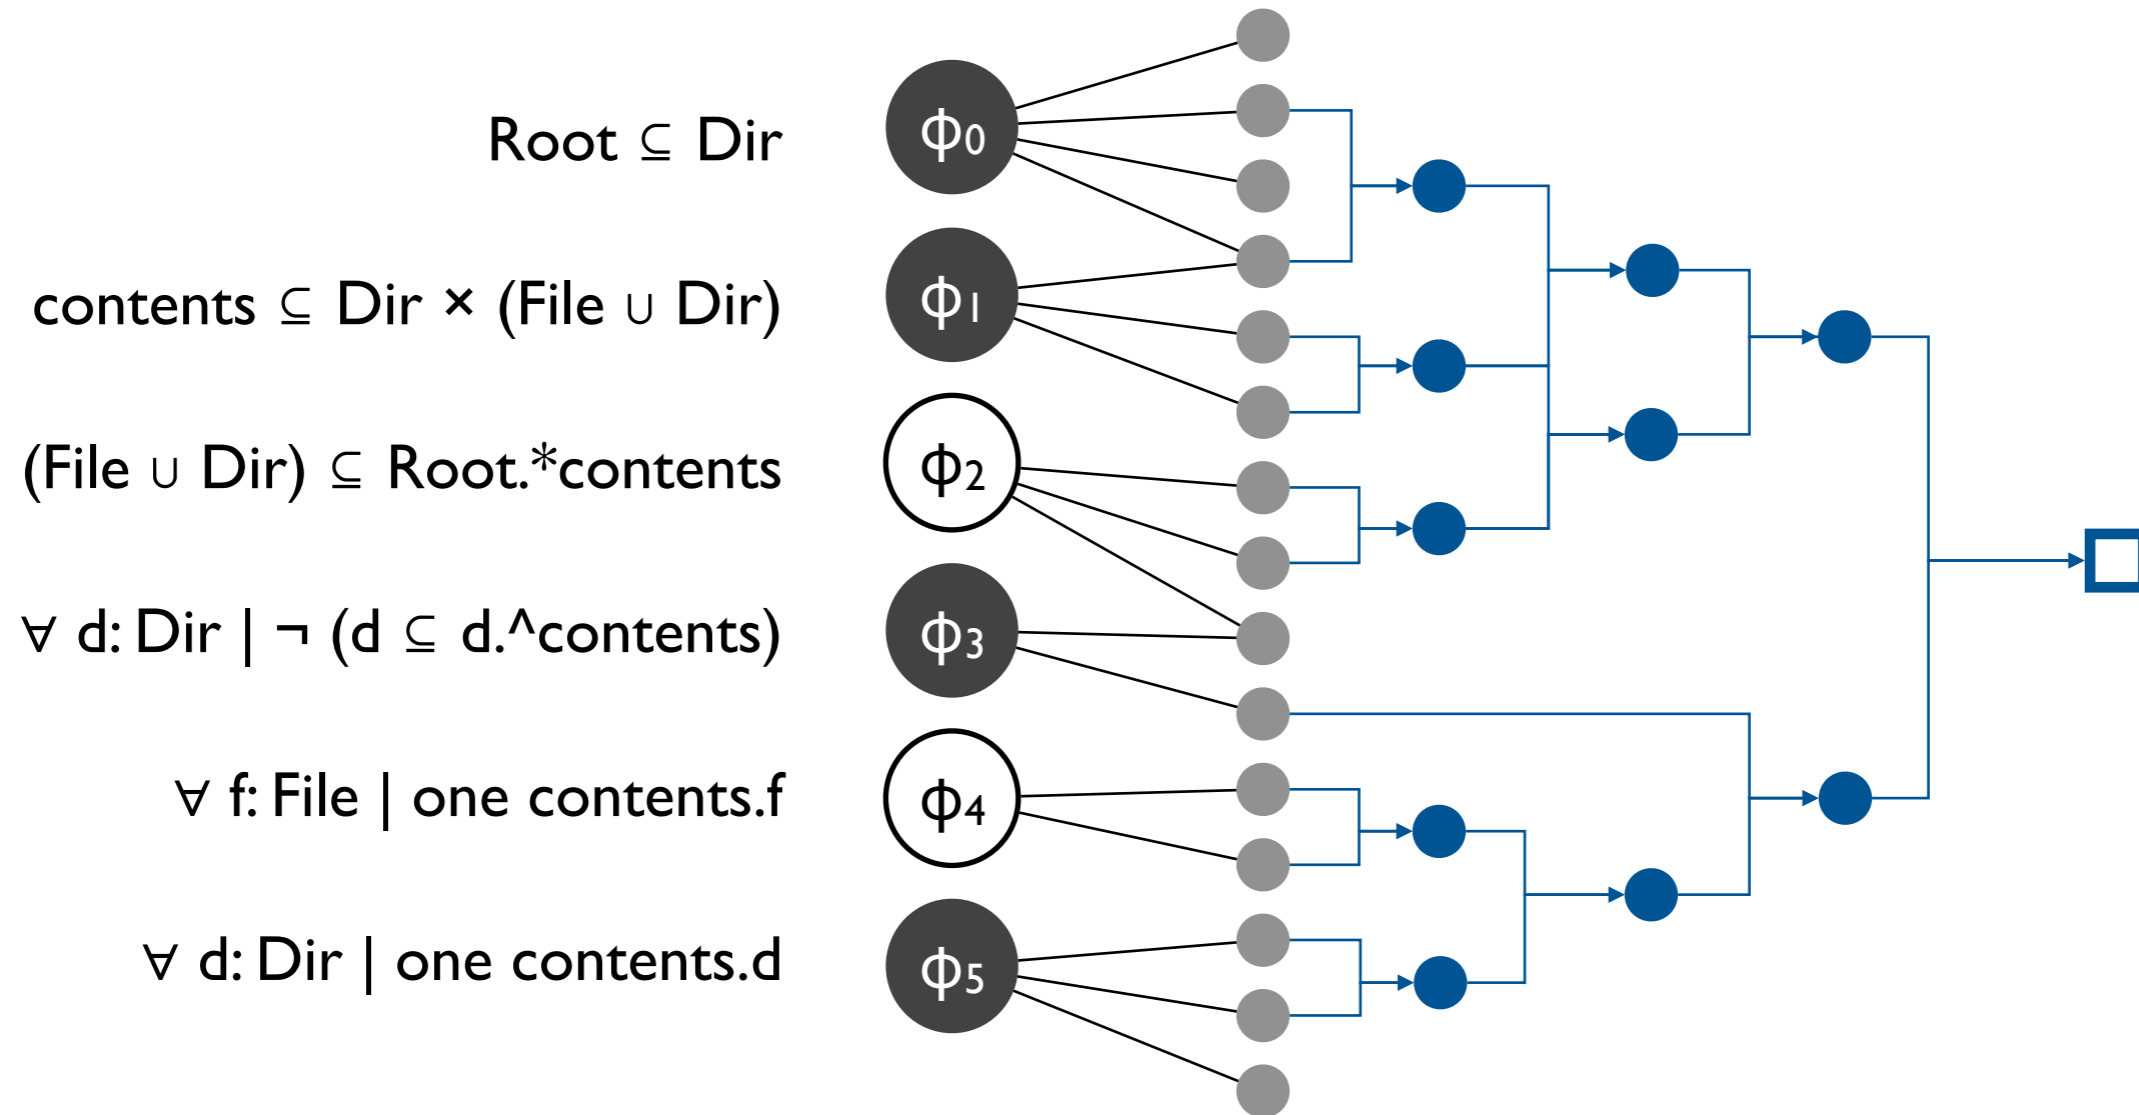 Root ⊆ Dir
ϕ₀
contents ⊆ Dir × (File ∪ Dir)
ϕ₁
(File ∪ Dir) ⊆ Root.*contents
ϕ₂
∀ d: Dir | ¬ (d ⊆ d.^contents)
ϕ₃
∀ f: File | one contents.f
ϕ₄
∀ d: Dir | one contents.d
ϕ₅